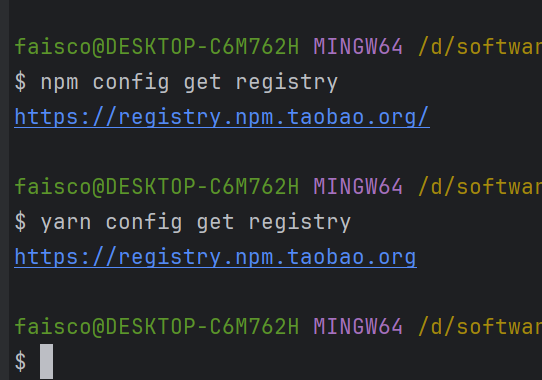 faisco@DESKTOP-C6M762H MINGW64 /d/softwar
$ npm config get registry
https://registry.npm.taobao.org/
faisco@DESKTOP-C6M762H MINGW64 /d/softwar
$ yarn config get registry
https://registry.npm.taobao.org
faisco@DESKTOP-C6M762H MINGW64 /d/softwar
$